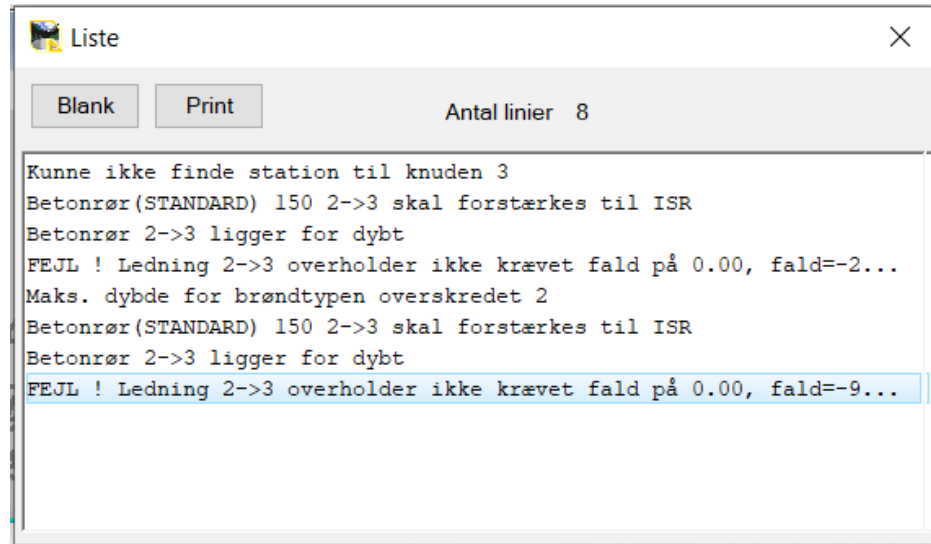 Liste
Blank Print Antal linier 8
Kunne ikke finde station til knuden 3
Betonrør(STANDARD) 150 2->3 skal forstærkes til ISR
Betonrør 2->3 ligger for dybt
FEJL ! Ledning 2->3 overholder ikke krævet fald på 0.00, fald=-2...
Maks. dybde for brøndtypen overskredet 2
Betonrør(STANDARD) 150 2->3 skal forstærkes til ISR
Betonrør 2->3 ligger for dybt
FEJL ! Ledning 2->3 overholder ikke krævet fald på 0.00, fald=-9...